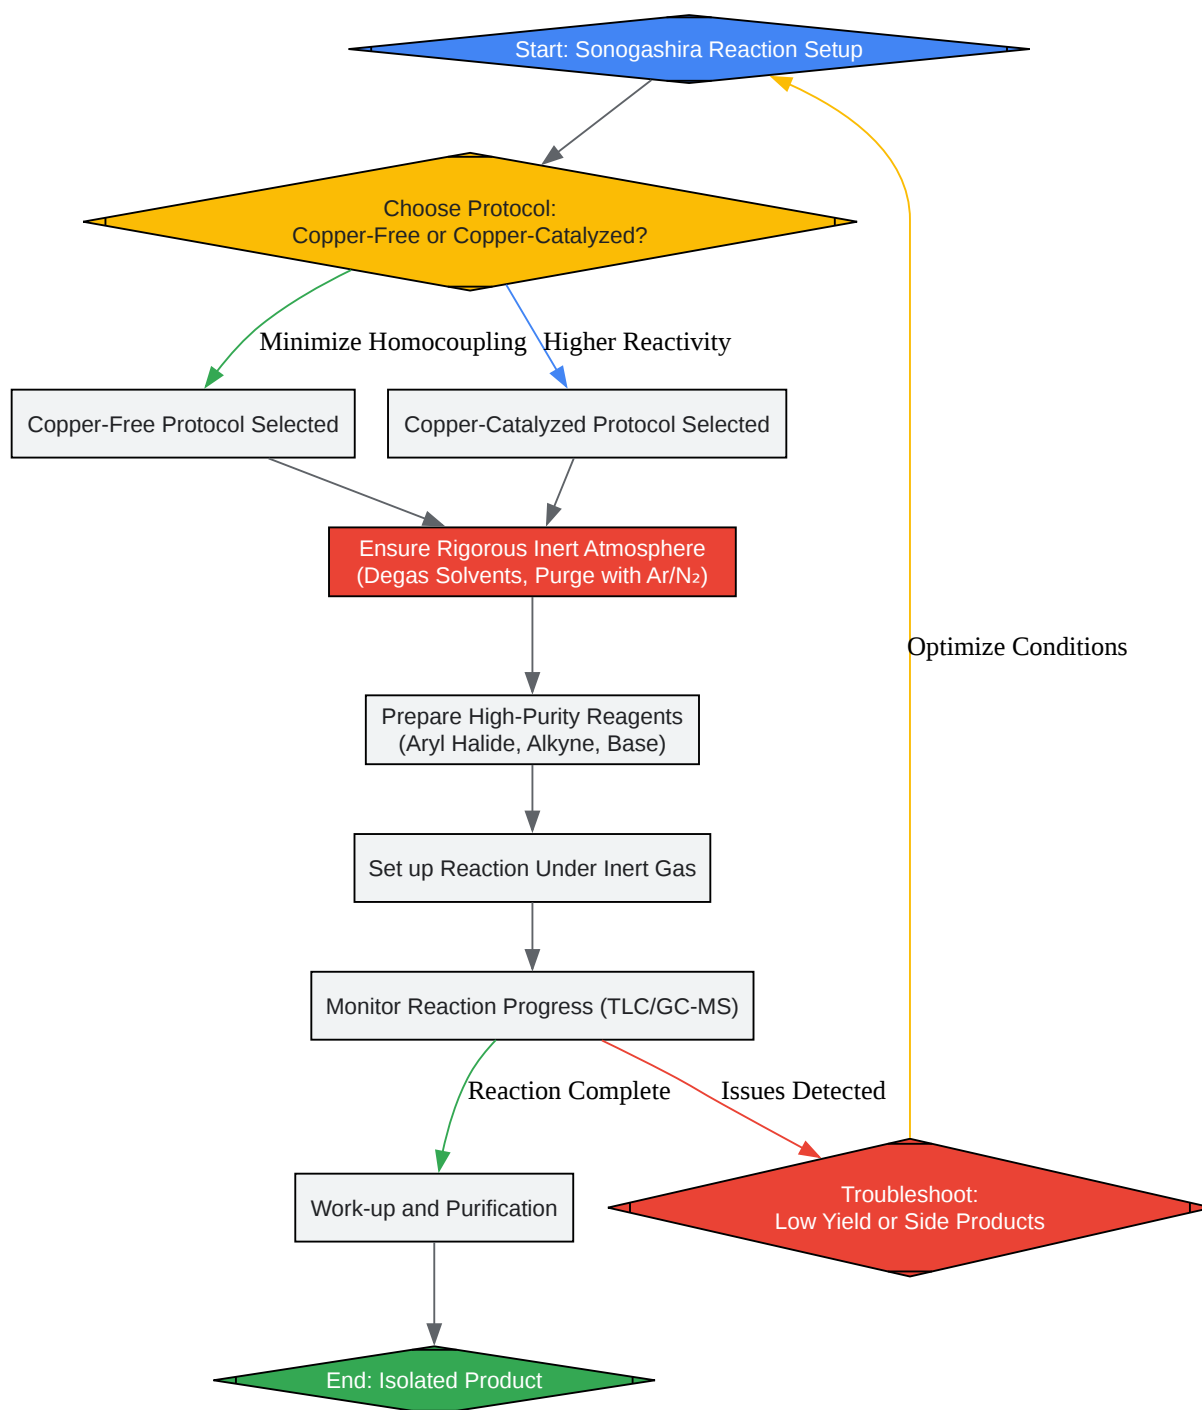 Start: Sonogashira Reaction Setup
Choose Protocol:
Copper-Free or Copper-Catalyzed?
Minimize Homocoupling
Higher Reactivity
Copper-Free Protocol Selected
Copper-Catalyzed Protocol Selected
Ensure Rigorous Inert Atmosphere
(Degas Solvents, Purge with Ar/N₂)
Optimize Conditions
Prepare High-Purity Reagents
(Aryl Halide, Alkyne, Base)
Set up Reaction Under Inert Gas
Monitor Reaction Progress (TLC/GC-MS)
Reaction Complete
Issues Detected
Work-up and Purification
Troubleshoot:
Low Yield or Side Products
End: Isolated Product